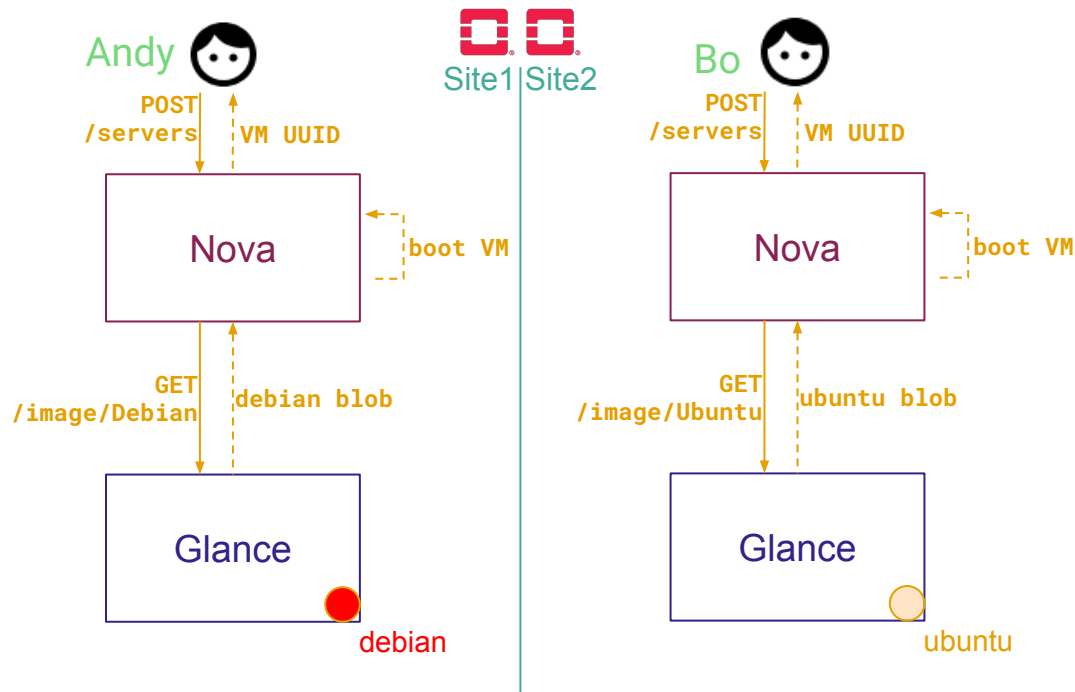 Andy
Site1
Site2
Bo
POST
/servers
VM UUID
POST
/servers
VM UUID
Nova
boot VM
Nova
boot VM
GET
/image/Debian
debian blob
GET
/image/Ubuntu
ubuntu blob
Glance
debian
Glance
ubuntu